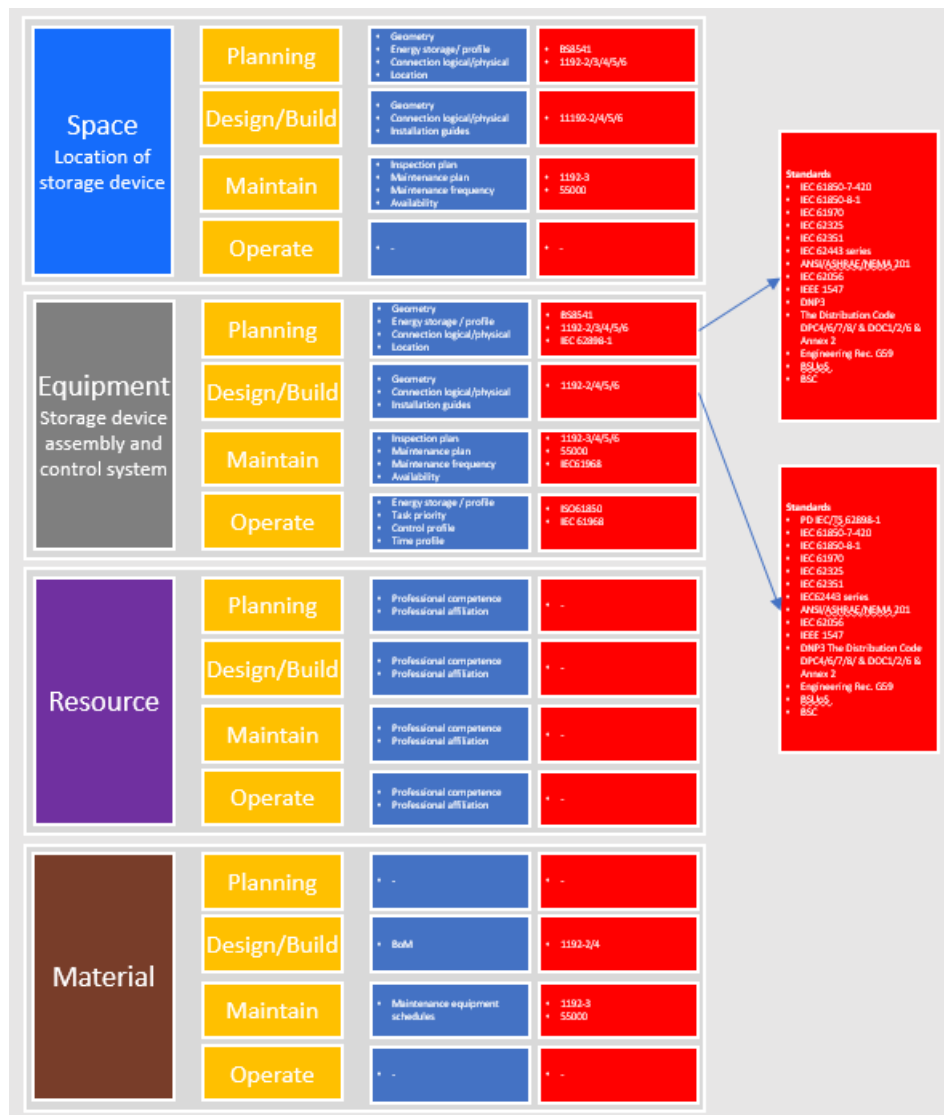 Space
Location of
storage device
Planning
• Geometry
• Energy storage/ profile
• Connection logical/physical
• Location
• BS8541
• 1192-2/3/4/5/6
Design/Build
• Geometry
• Connection logical/physical
• Installation guides
• 11192-2/4/5/6
Maintain
• Inspection plan
• Maintenance plan
• Maintenance frequency
• Availability
• 1192-3
• 55000
Operate
• -
• -
Equipment
Storage device
assembly and
control system
Planning
• Geometry
• Energy storage / profile
• Connection logical/physical
• Location
• BS8541
• 1192-2/3/4/5/6
• IEC 62898-1
Design/Build
• Geometry
• Connection logical/physical
• Installation guides
• 1192-2/4/5/6
Maintain
• Inspection plan
• Maintenance plan
• Maintenance frequency
• Availability
• 1192-3/4/5/6
• 55000
• IEC61968
Operate
• Energy storage / profile
• Task priority
• Control profile
• Time profile
• ISO61850
• IEC 61968
Resource
Planning
• Professional competence
• Professional affiliation
• -
Design/Build
• Professional competence
• Professional affiliation
• -
Maintain
• Professional competence
• Professional affiliation
• -
Operate
• Professional competence
• Professional affiliation
• -
Material
Planning
• -
• -
Design/Build
• BoM
• 1192-2/4
Maintain
• Maintenance equipment
schedules
• 1192-3
• 55000
Operate
• -
• -
Standards
• IEC 61850-7-420
• IEC 61850-8-1
• IEC 61970
• IEC 62325
• IEC 62351
• IEC 62443 series
• ANSI/ASHRAE/NEMA 201
• IEC 62056
• IEEE 1547
• DNP3
• The Distribution Code
DPC4/6/7/8/ & DOC1/2/6 &
Annex 2
• Engineering Rec. G59
• BSUoS
• BSC
Standards
• PD IEC/TS 62898-1
• IEC 61850-7-420
• IEC 61850-8-1
• IEC 61970
• IEC 62325
• IEC 62351
• IEC62443 series
• ANSI/ASHRAE/NEMA 201
• IEC 62056
• IEEE 1547
• DNP3 The Distribution Code
DPC4/6/7/8/ & DOC1/2/6 &
Annex 2
• Engineering Rec. G59
• BSUoS
• BSC